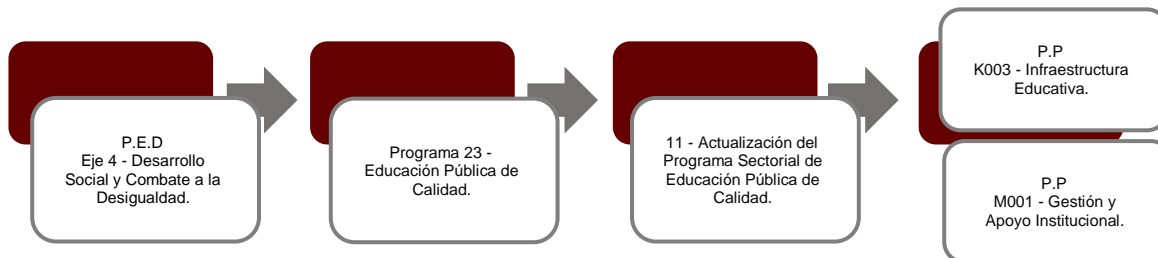 P.E.D
Eje 4 - Desarrollo
Social y Combate a la
Desigualdad.
Programa 23 -
Educación Pública de
Calidad.
11 - Actualización del
Programa Sectorial de
Educación Pública de
Calidad.
P.P
K003 - Infraestructura
Educativa.
P.P
M001 - Gestión y
Apoyo Institucional.